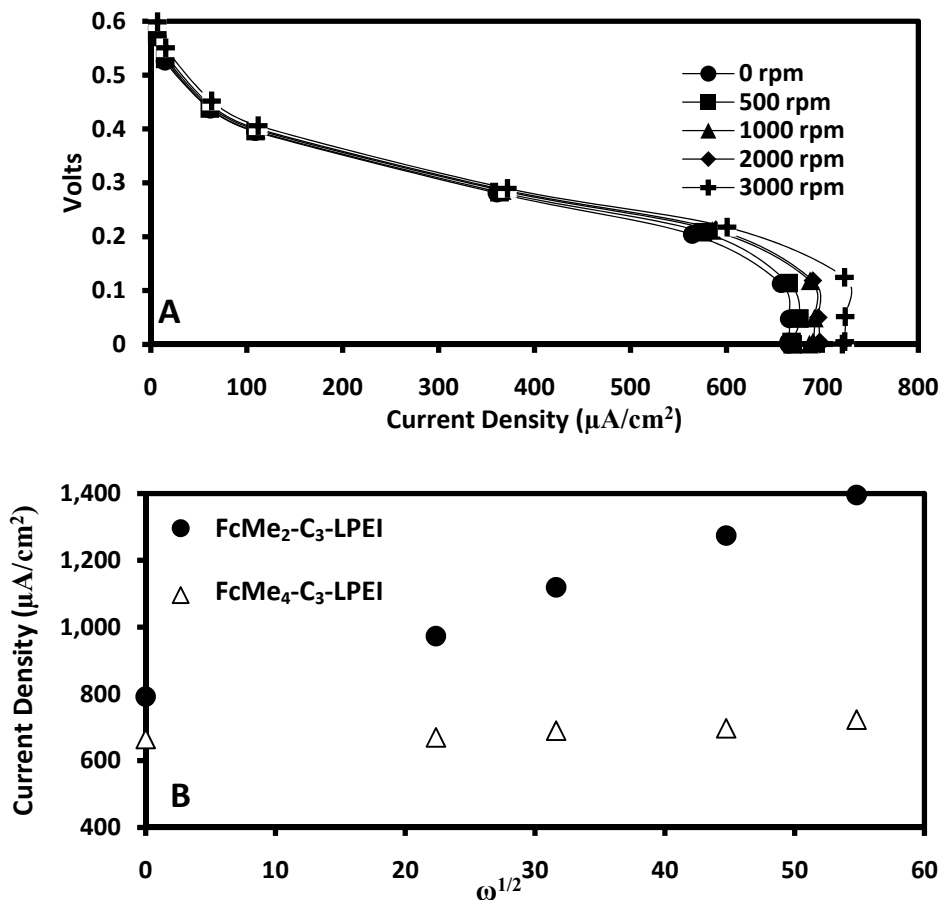 0.6
0.5
0.4
0.3
0.2
0.1
0
Volts
0 rpm
500 rpm
1000 rpm
2000 rpm
3000 rpm
A
0 100 200 300 400 500 600 700 800
Current Density (µA/cm²)
1,400
1,200
1,000
800
600
400
Current Density (µA/cm²)
FcMe₂-C₃-LPEI
FcMe₄-C₃-LPEI
B
0 10 20 30 40 50 60
ω¹/²